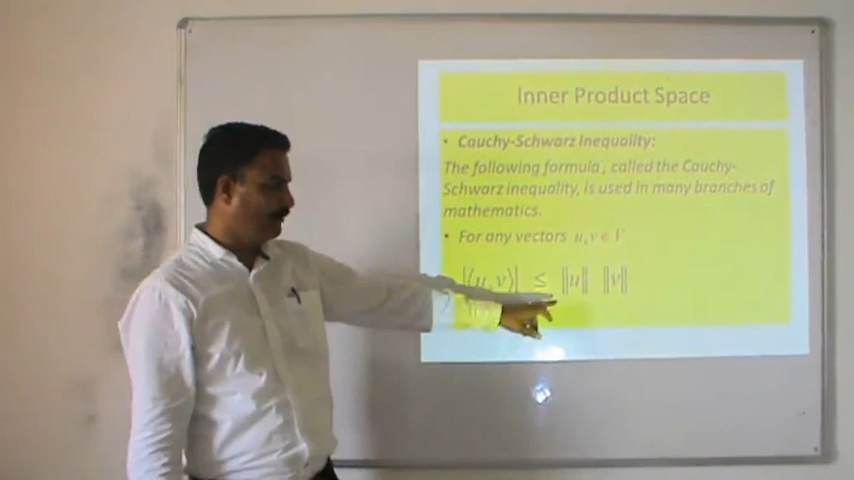 Inner Product Space
• Cauchy-Schwarz Inequality:
The following formula , called the Cauchy-
Schwarz inequality, is used in many branches of
mathematics.
• For any vectors u,v ∈ V
|⟨u,v⟩| ≤ ‖u‖ ‖v‖